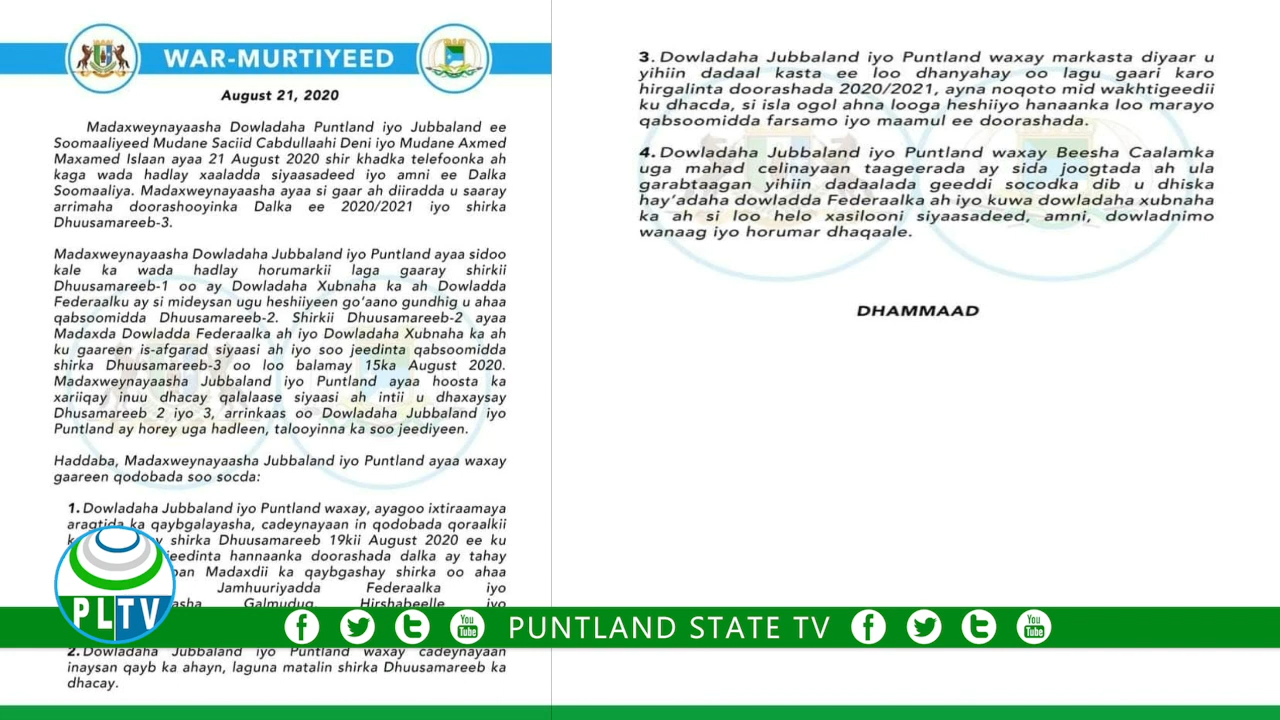 WAR-MURTIYEED
August 21, 2020
Madaxweynayaasha Dowladaha Puntland iyo Jubbaland ee
Soomaaliyeed Mudane Saciid Cabdullaahi Deni iyo Mudane Axmed
Maxamed Islaan ayaa 21 August 2020 shir khadka telefoonka ah
kaga wada hadlay xaaladda siyaasadeed iyo amni ee Dalka
Soomaaliya. Madaxweynayaasha ayaa si gaar ah diiradda u saaray
arrimaha doorashooyinka Dalka ee 2020/2021 iyo shirka
Dhuusamareeb-3.
Madaxweynayaasha Dowladaha Jubbaland iyo Puntland ayaa sidoo
kale ka wada hadlay horumarkii laga gaaray shirkii
Dhuusamareeb-1 oo ay Dowladaha Xubnaha ka ah Dowladda
Federaalku ay si mideysan ugu heshiiyeen go'aano gundhig u ahaa
qabsoomidda Dhuusamareeb-2. Shirkii Dhuusamareeb-2 ayaa
Madaxda Dowladda Federaalka ah iyo Dowladaha Xubnaha ka ah
ku gaareen is-afgarad siyaasi ah iyo soo jeedinta qabsoomidda
shirka Dhuusamareeb-3 oo loo balamay 15ka August 2020.
Madaxweynayaasha Jubbaland iyo Puntland ayaa hoosta ka
xariiqay inuu dhacay qalalaase siyaasi ah intii u dhaxaysay
Dhusamareeb 2 iyo 3, arrinkaas oo Dowladaha Jubbaland iyo
Puntland ay horey uga hadleen, talooyinna ka soo jeediyeen.
Haddaba, Madaxweynayaasha Jubbaland iyo Puntland ayaa waxay
gaareen qodobada soo socda:
1. Dowladaha Jubbaland iyo Puntland waxay, ayagoo ixtiraamaya
aragtida ka qaybgalayasha, cadeynayaan in qodobada qoraalkii
shirka Dhuusamareeb 19kii August 2020 ee ku
jeedinta hannaanka doorashada dalka ay tahay
Madaxdii ka qaybgashay shirka oo ahaa
Jamhuuriyadda Federaalka iyo
Galmudug, Hirshabeelle iyo
2. Dowladaha Jubbaland iyo Puntland waxay cadeynayaan
inaysan qayb ka ahayn, laguna matalin shirka Dhuusamareeb ka
dhacay.
3. Dowladaha Jubbaland iyo Puntland waxay markasta diyaar u
yihiin dadaal kasta ee loo dhanyahay oo lagu gaari karo
hirgalinta doorashada 2020/2021, ayna noqoto mid wakhtigeedii
ku dhacda, si isla ogol ahna looga heshiiyo hanaanka loo marayo
qabsoomidda farsamo iyo maamul ee doorashada.
4. Dowladaha Jubbaland iyo Puntland waxay Beesha Caalamka
uga mahad celinayaan taageerada ay sida joogtada ah ula
garabtaagan yihiin dadaalada geeddi socodka dib u dhiska
hay'adaha dowladda Federaalka ah iyo kuwa dowladaha xubnaha
ka ah si loo helo xasilooni siyaasadeed, amni, dowladnimo
wanaag iyo horumar dhaqaale.
DHAMMAAD
PLTV
You Tube
PUNTLAND STATE TV
You Tube